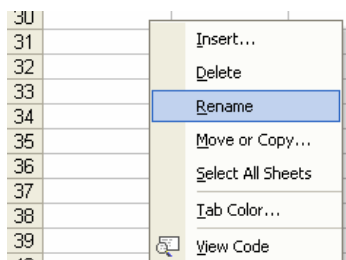 30
31
Insert...
32
Delete
33
Rename
34
35
Move or Copy...
36
Select All Sheets
37
38
Tab Color...
39
View Code